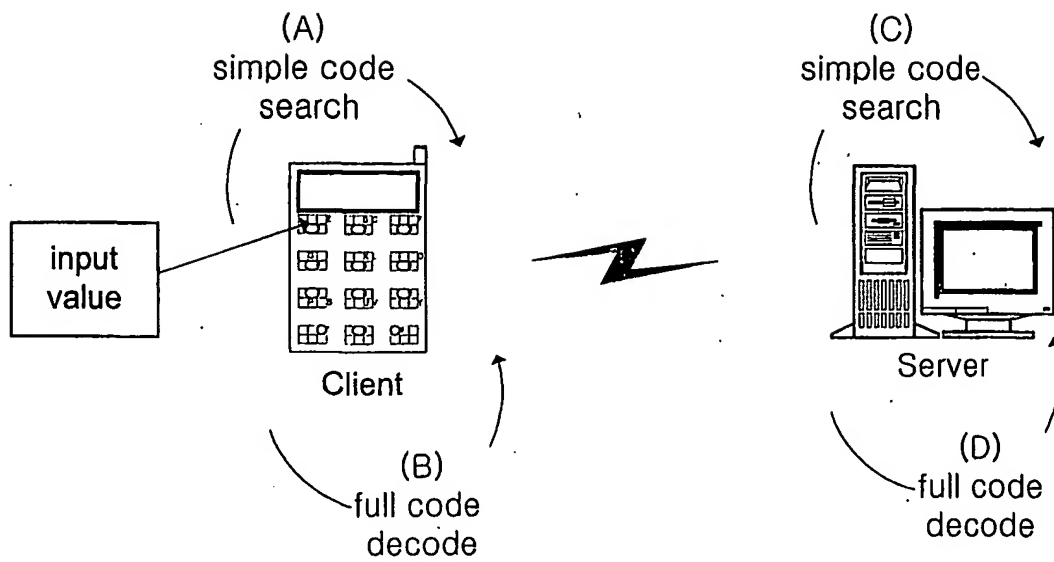 (A)
simple code
search
(C)
simple code
search
input
value
Client
Server
(B)
full code
decode
(D)
full code
decode